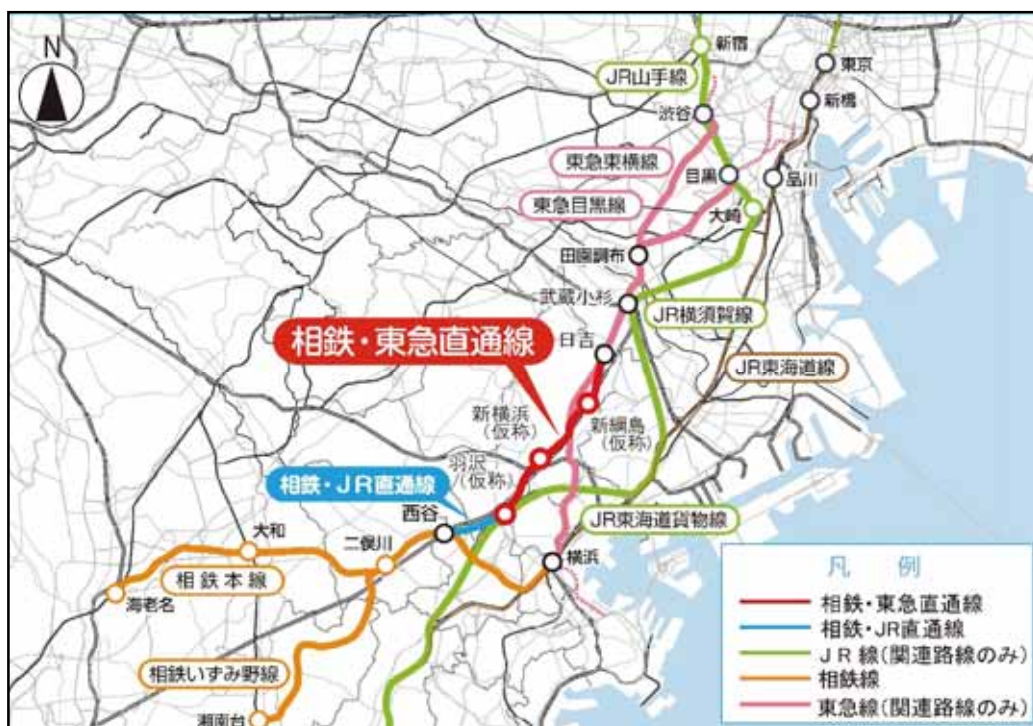 N
新宿
東京
JR山手線
新橋
渋谷
東急東横線
目黒
品川
東急目黒線
大崎
田園調布
武蔵小杉
JR横須賀線
相鉄・東急直通線
日吉
JR東海道線
新横浜
(仮称)
新綱島
(仮称)
羽沢
(仮称)
相鉄・JR直通線
西谷
JR東海道貨物線
大和
二俣川
横浜
相鉄本線
海老名
相鉄いずみ野線
湘南台
凡例
相鉄・東急直通線
相鉄・JR直通線
JR線(関連路線のみ)
相鉄線
東急線(関連路線のみ)